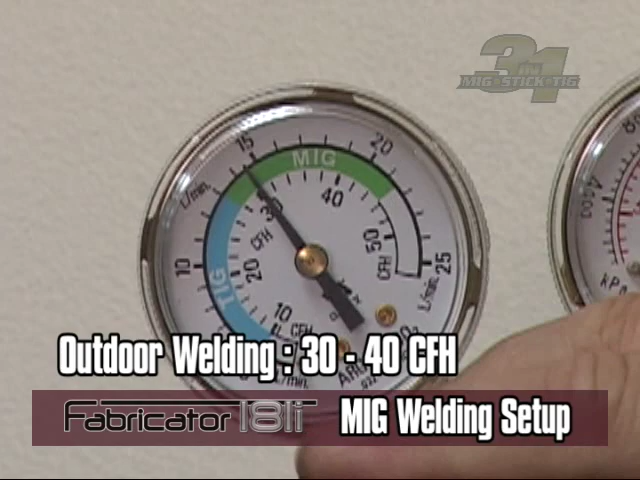 3 in 1
MIG•STICK•TIG
15
20
L/min.
MIG
30
40
CFH
50
CFH
10
20
TIG
25
L/min.
10
CFH
kPa
Outdoor Welding : 30 - 40 CFH
Fabricator 181i
MIG Welding Setup